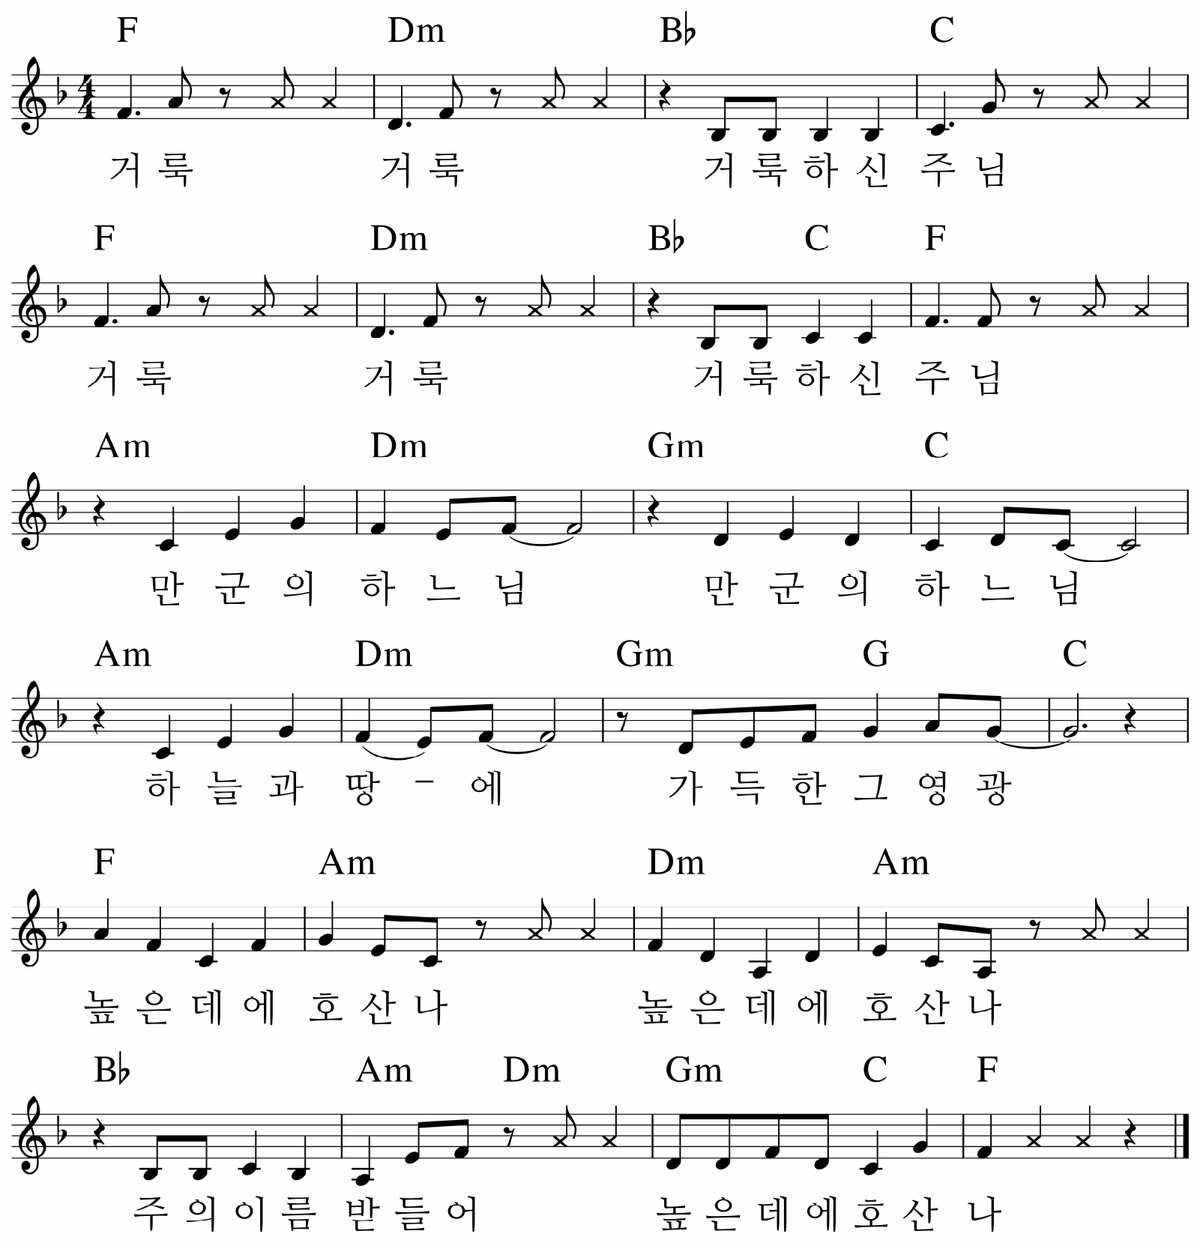 F Dm B♭ C
4 4
거 룩 거 룩 거 룩 하 신 주 님
F Dm B♭ C F
거 룩 거 룩 거 룩 하 신 주 님
Am Dm Gm C
만 군 의 하 느 님 만 군 의 하 느 님
Am Dm Gm G C
하 늘 과 땅 - 에 가 득 한 그 영 광
F Am Dm Am
높 은 데 에 호 산 나 높 은 데 에 호 산 나
B♭ Am Dm Gm C F
주 의 이 름 받 들 어 높 은 데 에 호 산 나